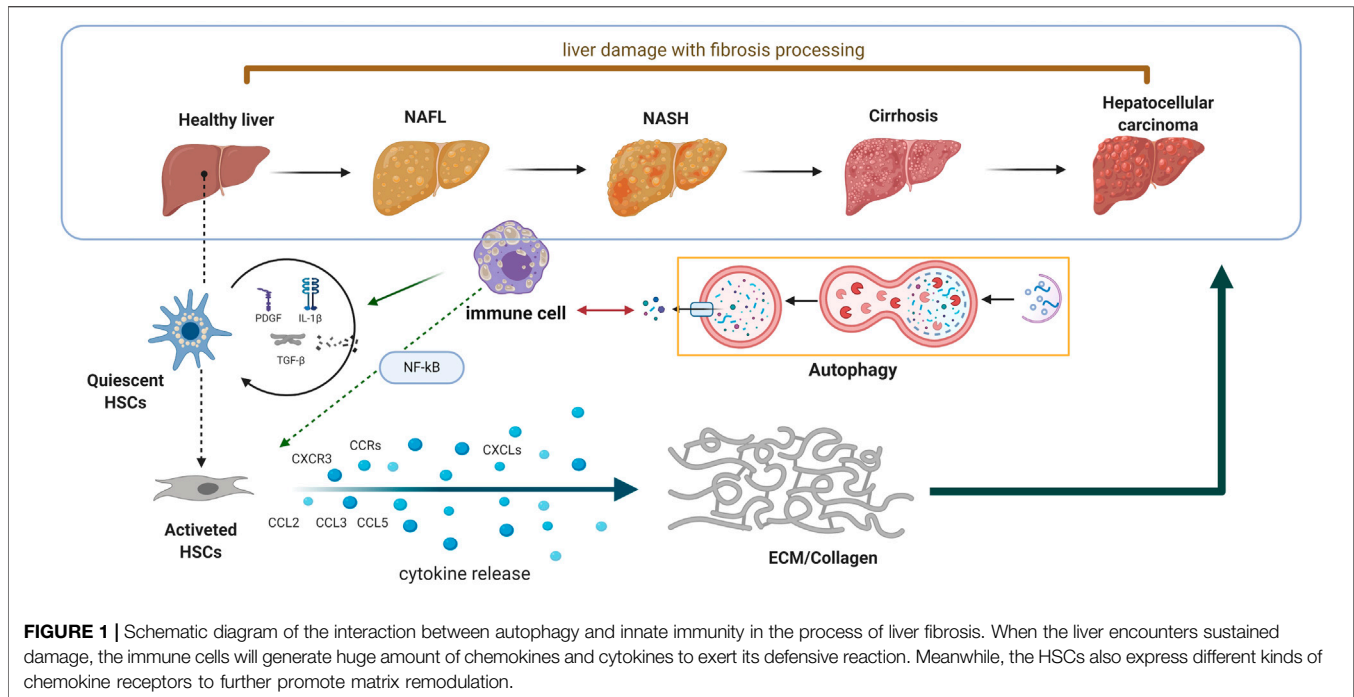 liver damage with fibrosis processing
Healthy liver
NAFL
NASH
Cirrhosis
Hepatocellular
carcinoma
PDGF
IL-1β
TGF-β
immune cell
Autophagy
NF-kB
Quiescent
HSCs
CXCR3
CCRs
CXCLs
CCL2
CCL3
CCL5
Activeted
HSCs
cytokine release
ECM/Collagen
FIGURE 1 | Schematic diagram of the interaction between autophagy and innate immunity in the process of liver fibrosis. When the liver encounters sustained
damage, the immune cells will generate huge amount of chemokines and cytokines to exert its defensive reaction. Meanwhile, the HSCs also express different kinds of
chemokine receptors to further promote matrix remodulation.